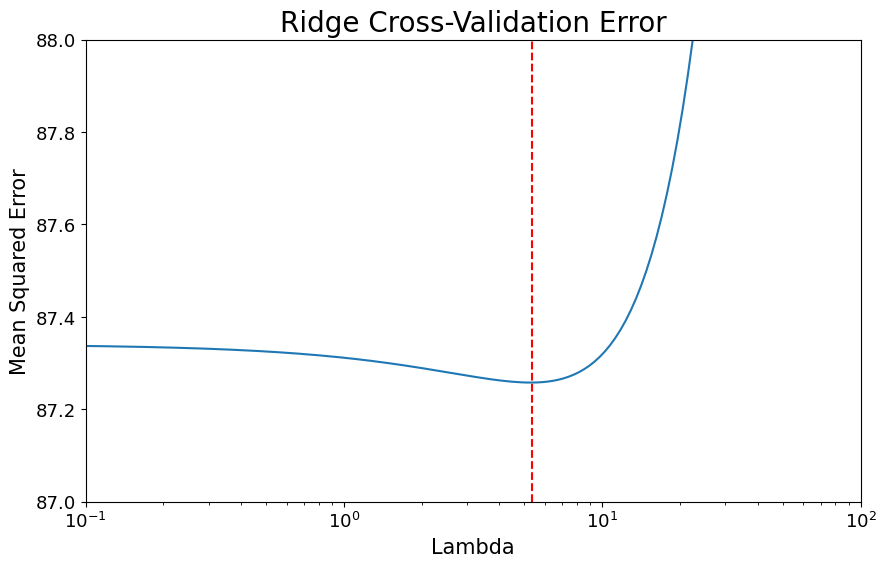 Ridge Cross-Validation Error
88.0
87.8
87.6
87.4
87.2
87.0
Mean Squared Error
10⁻¹ 10⁰ 10¹ 10²
Lambda